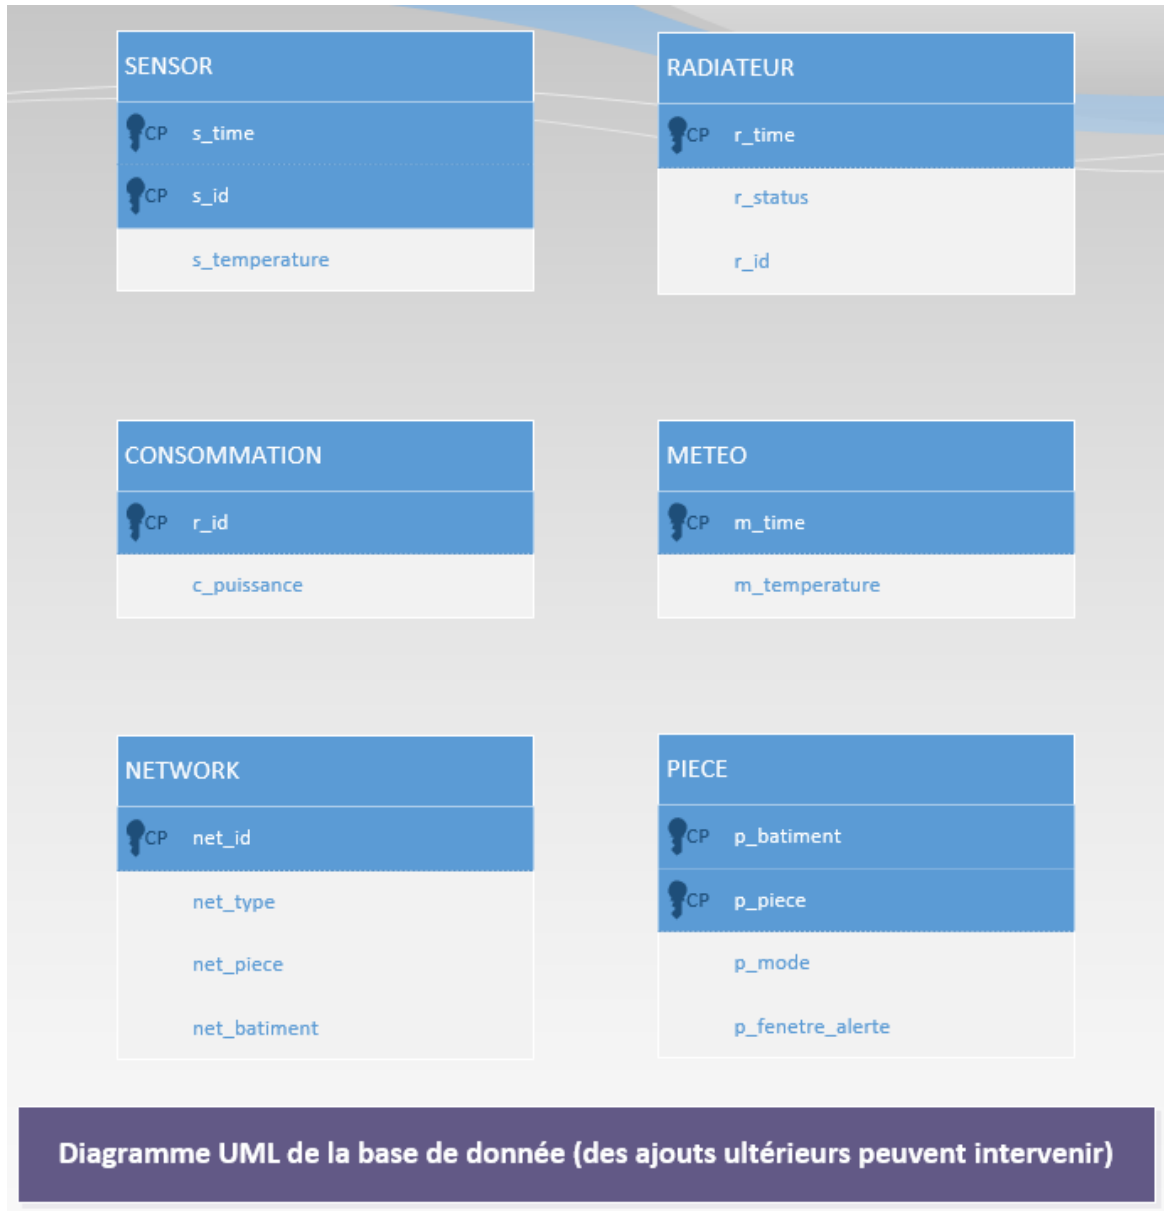 SENSOR
CP s_time
CP s_id
s_temperature
RADIATEUR
CP r_time
r_status
r_id
CONSOMMATION
CP r_id
c_puissance
METEO
CP m_time
m_temperature
NETWORK
CP net_id
net_type
net_piece
net_batiment
PIECE
CP p_batiment
CP p_piece
p_mode
p_fenetre_alerte
Diagramme UML de la base de donnée (des ajouts ultérieurs peuvent intervenir)